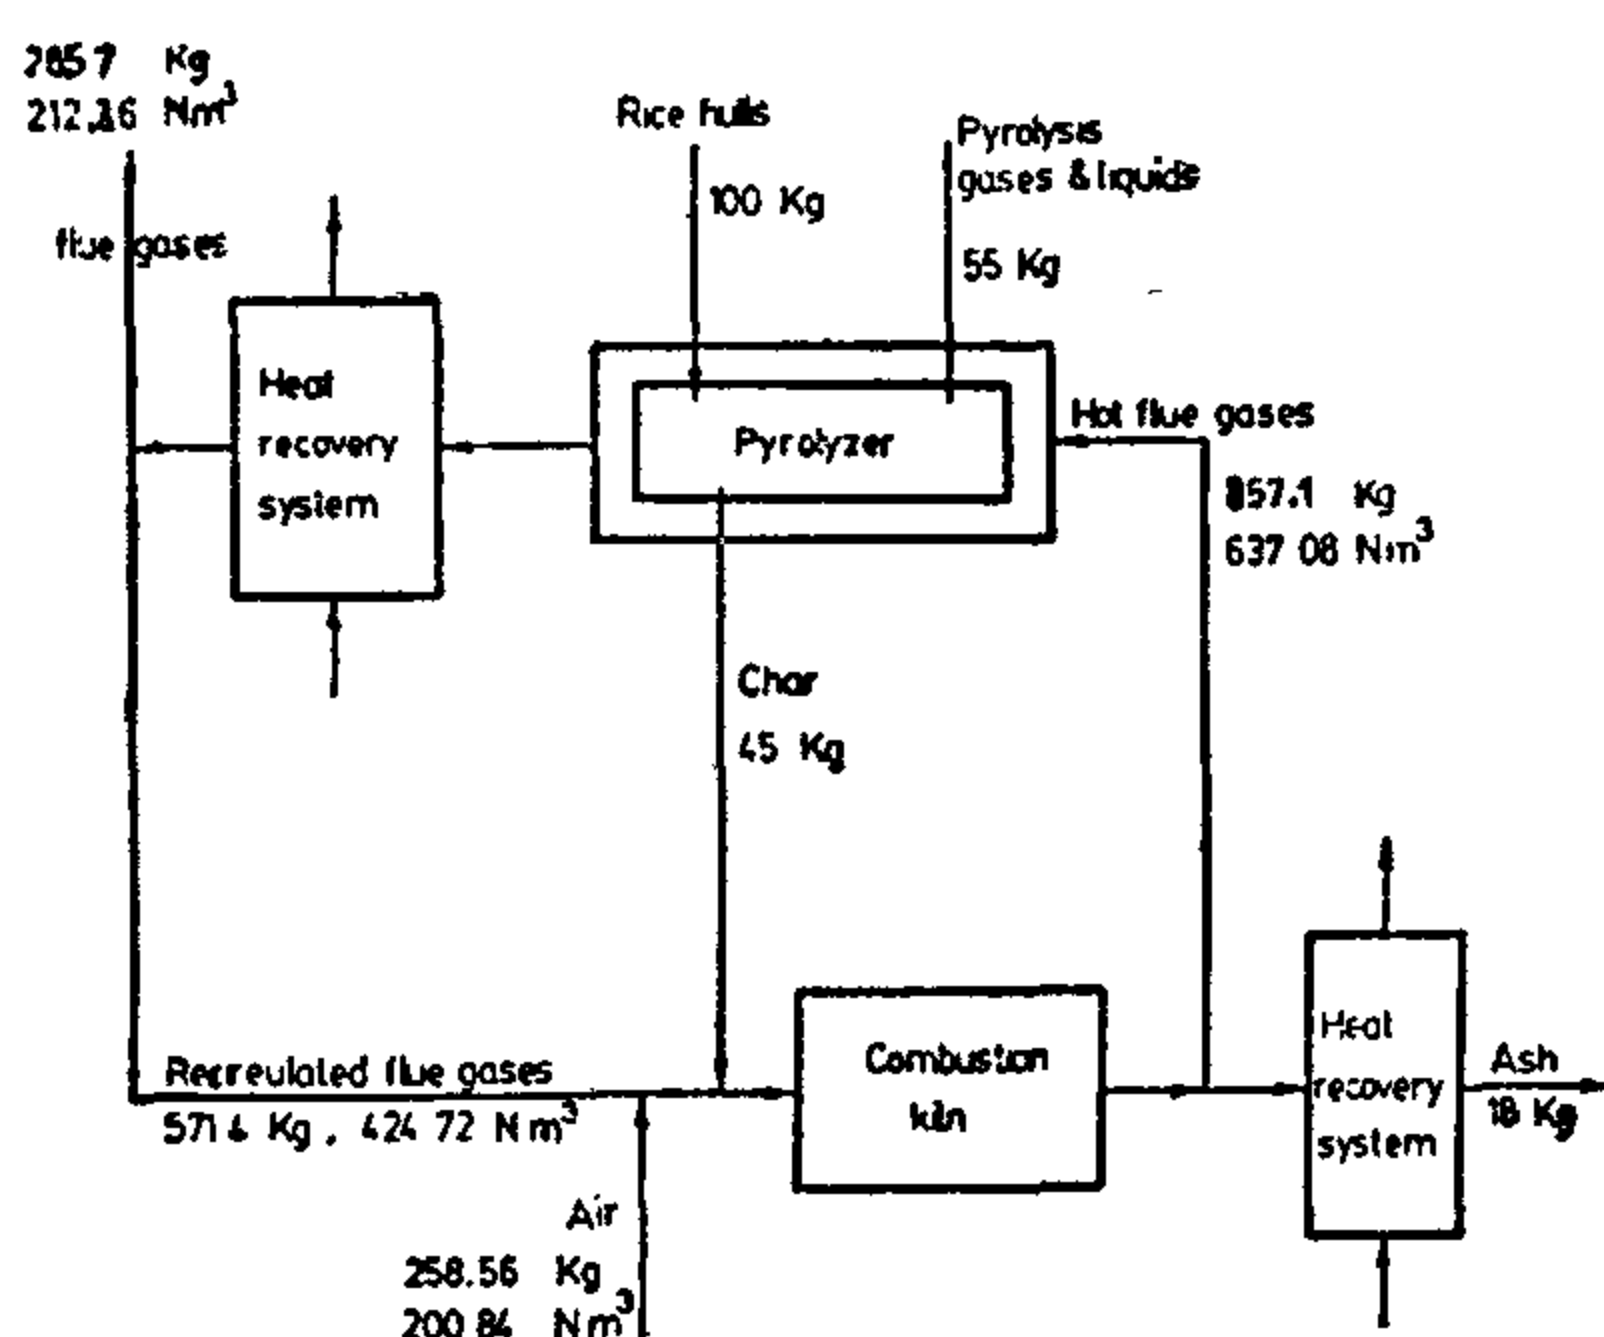 285.7 Kg
212.36 Nm³
flue gases
Rice hulls
100 Kg
Pyrolysis
gases & liquids
55 Kg
Heat
recovery
system
Pyrolyzer
Hot flue gases
857.1 Kg
637 08 Nm³
Char
45 Kg
Recreulated flue gases
571 4 Kg, 424 72 Nm³
Air
258.56 Kg
200 84 Nm³
Combustion
kiln
Heat
recovery
system
Ash
18 Kg